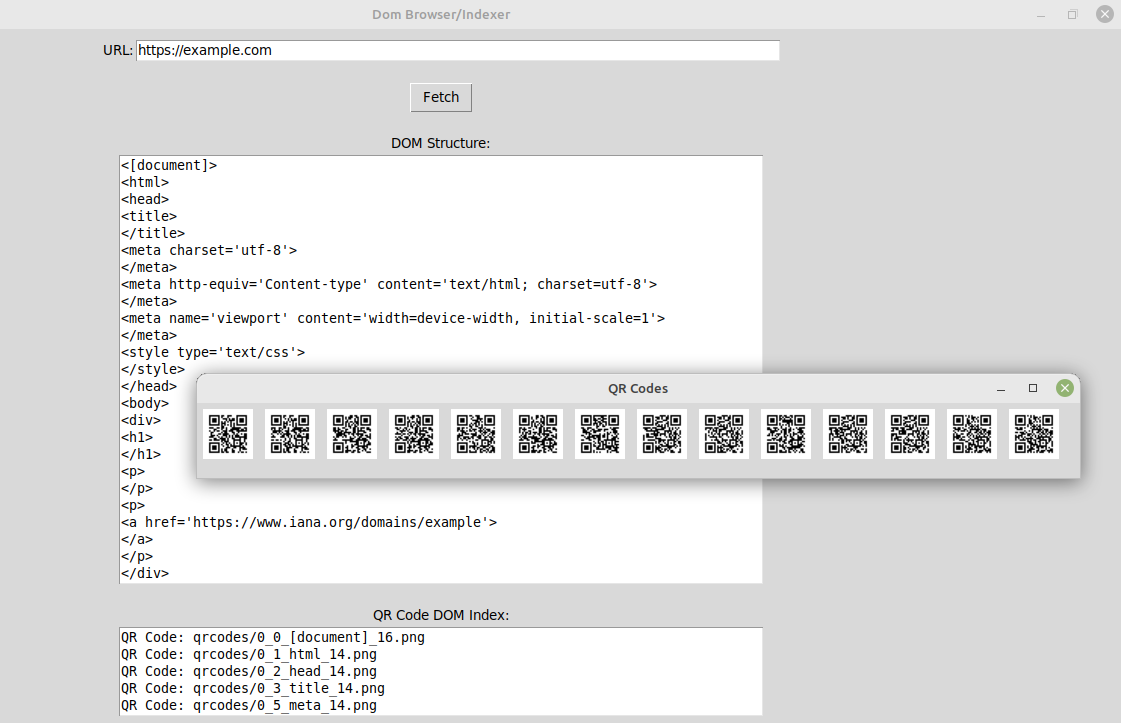 Dom Browser/Indexer
URL: https://example.com
Fetch
DOM Structure:
<[document]>
<html>
<head>
<title>
</title>
<meta charset='utf-8'>
</meta>
<meta http-equiv='Content-type' content='text/html; charset=utf-8'>
</meta>
<meta name='viewport' content='width=device-width, initial-scale=1'>
</meta>
<style type='text/css'>
</style>
</head>
QR Codes
<body>
<div>
<h1>
</h1>
<p>
</p>
<p>
<a href='https://www.iana.org/domains/example'>
</a>
</p>
</div>
QR Code DOM Index:
QR Code: qrcodes/0_0_[document]_16.png
QR Code: qrcodes/0_1_html_14.png
QR Code: qrcodes/0_2_head_14.png
QR Code: qrcodes/0_3_title_14.png
QR Code: qrcodes/0_5_meta_14.png